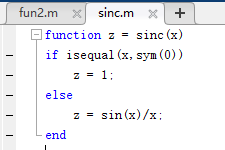 fun2.m × sinc.m × +
function z = sinc(x)
if isequal(x,sym(0))
    z = 1;
else
    z = sin(x)/x;
end